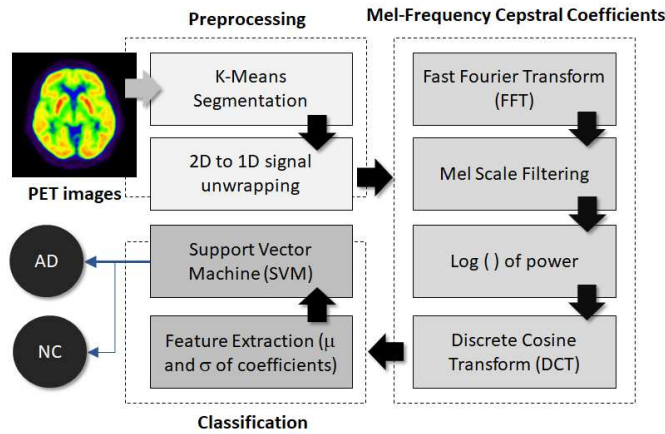 Preprocessing
Mel-Frequency Cepstral Coefficients
K-Means
Segmentation
2D to 1D signal
unwrapping
PET images
Fast Fourier Transform
(FFT)
Mel Scale Filtering
Log ( ) of power
Discrete Cosine
Transform (DCT)
Feature Extraction (μ
and σ of coefficients)
Support Vector
Machine (SVM)
AD
NC
Classification